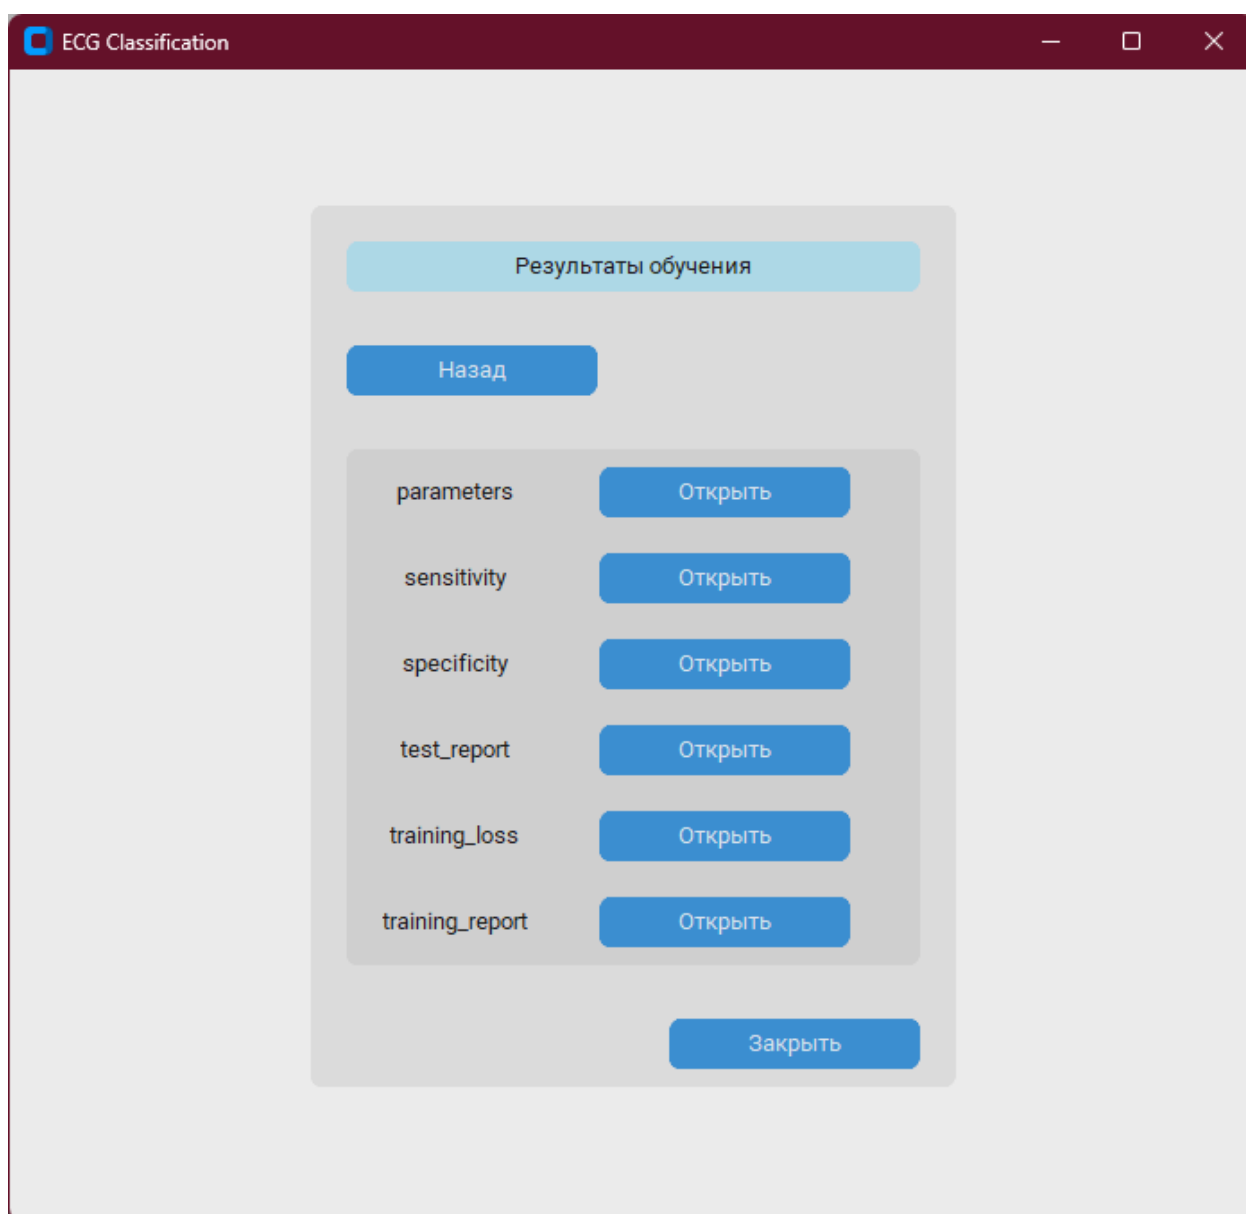 ECG Classification
Результаты обучения
Назад
parameters Открыть
sensitivity Открыть
specificity Открыть
test_report Открыть
training_loss Открыть
training_report Открыть
Закрыть